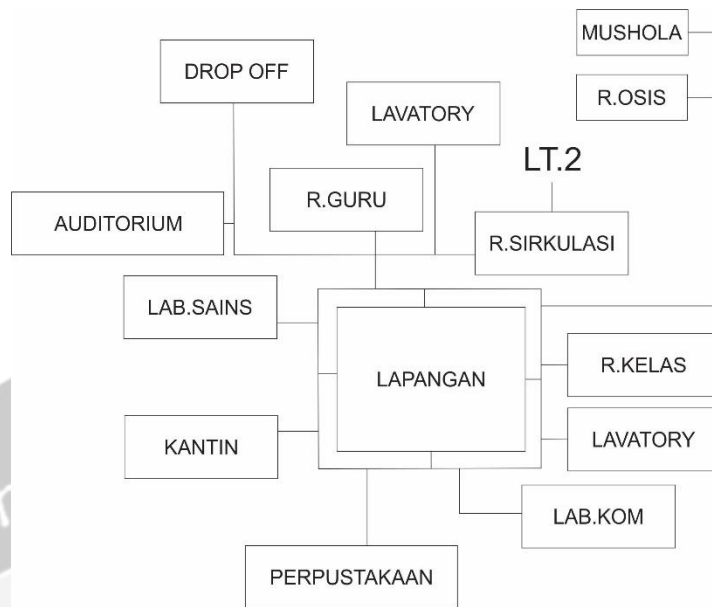 MUSHOLA
DROP OFF
R.OSIS
LAVATORY
LT.2
R.GURU
AUDITORIUM
R.SIRKULASI
LAB.SAINS
R.KELAS
LAPANGAN
LAVATORY
KANTIN
LAB.KOM
PERPUSTAKAAN